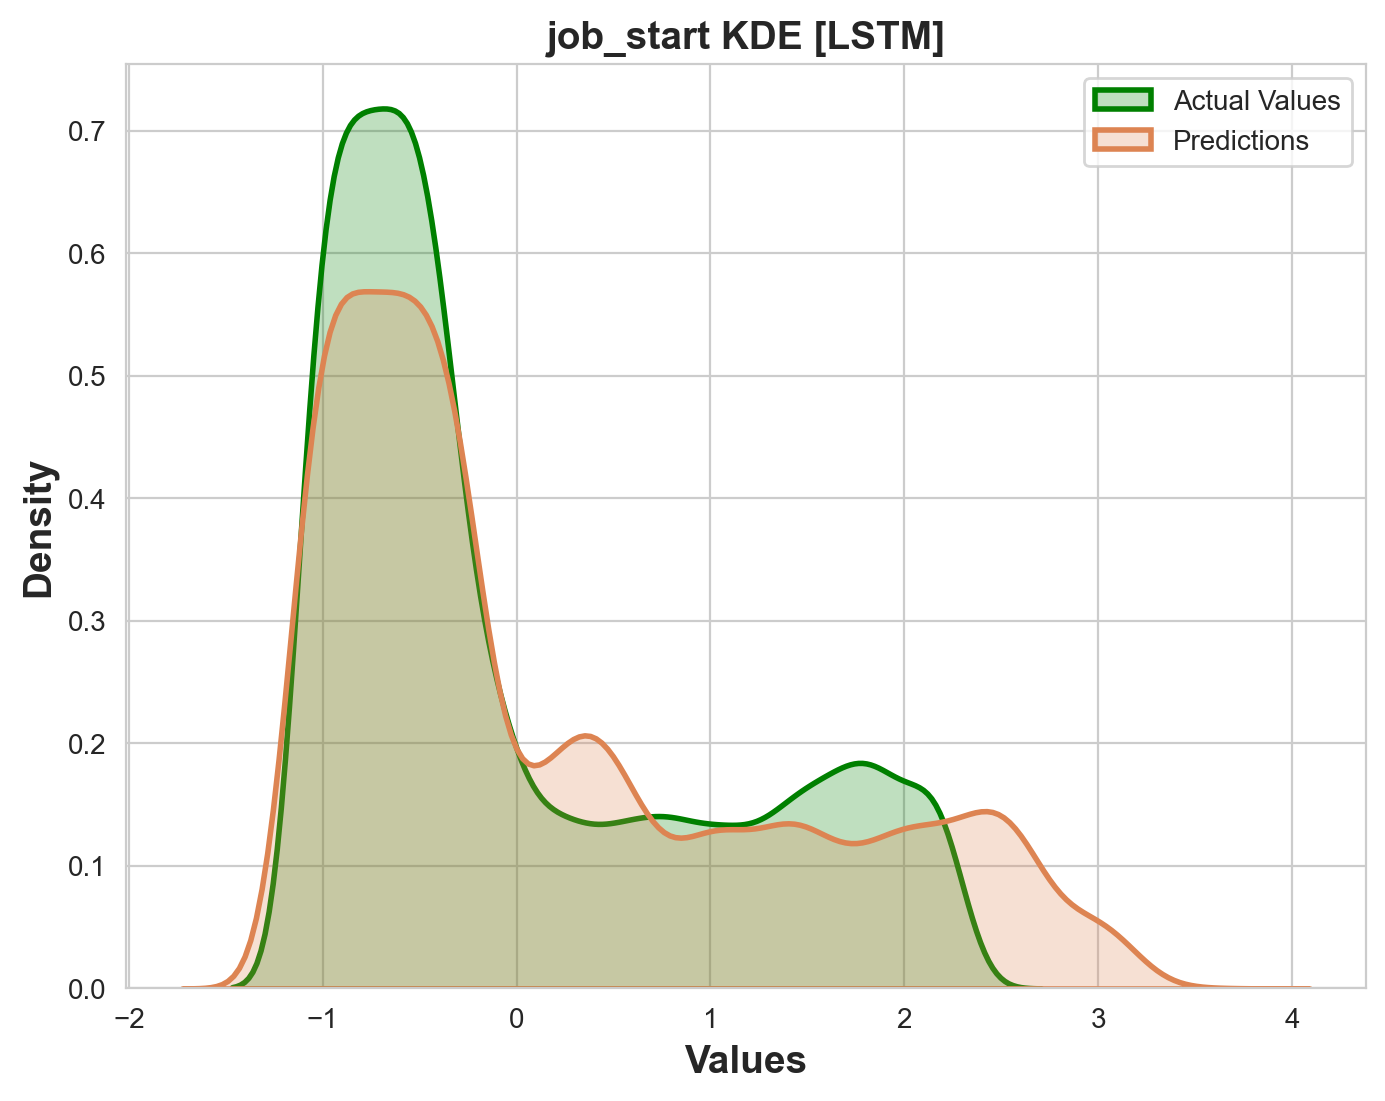 job_start KDE [LSTM]
Actual Values
Predictions
Density
0.7
0.6
0.5
0.4
0.3
0.2
0.1
0.0
−2 −1 0 1 2 3 4
Values